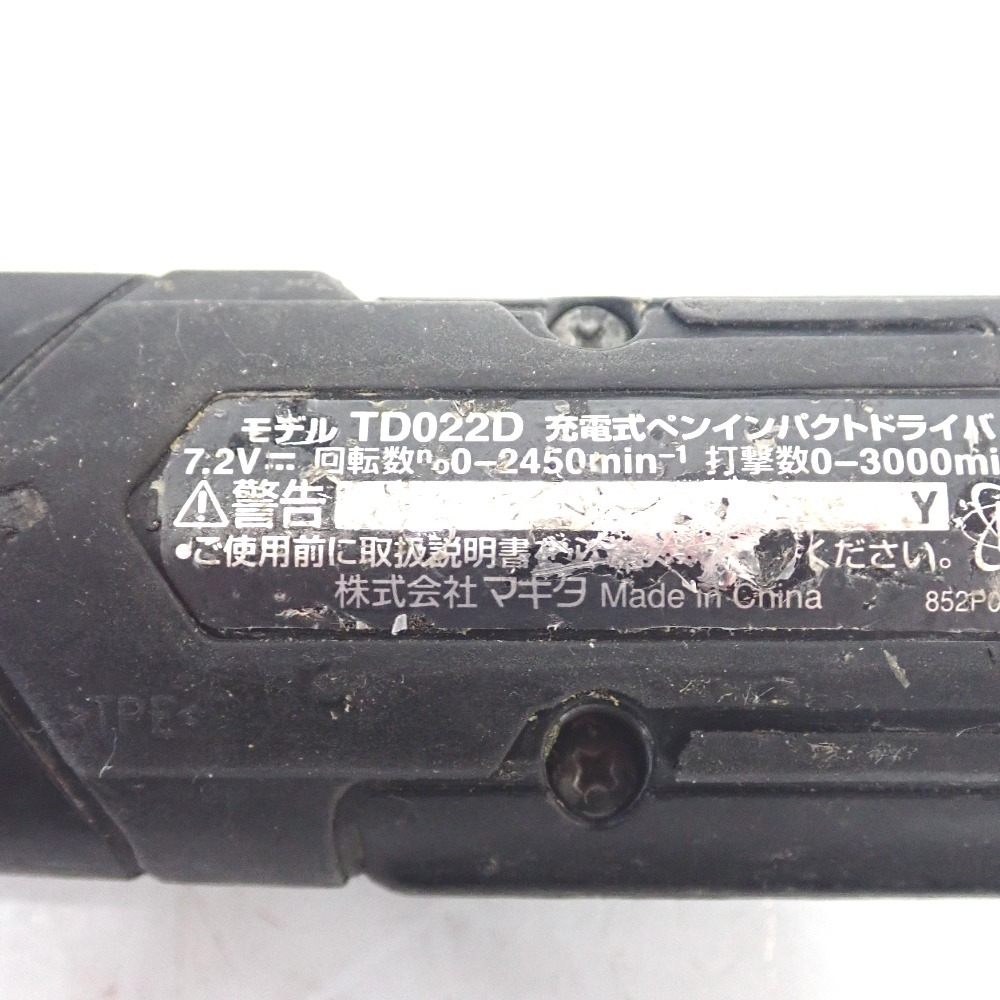 モデル TD022D 充電式ペンインパクトドライバ
7.2V⎓ 回転数n₀0−2450min⁻¹ 打撃数0−3000mi
⚠警告 Y
•ご使用前に取扱説明書 ください。
株式会社マキタ Made in China 852P0
>TPE<